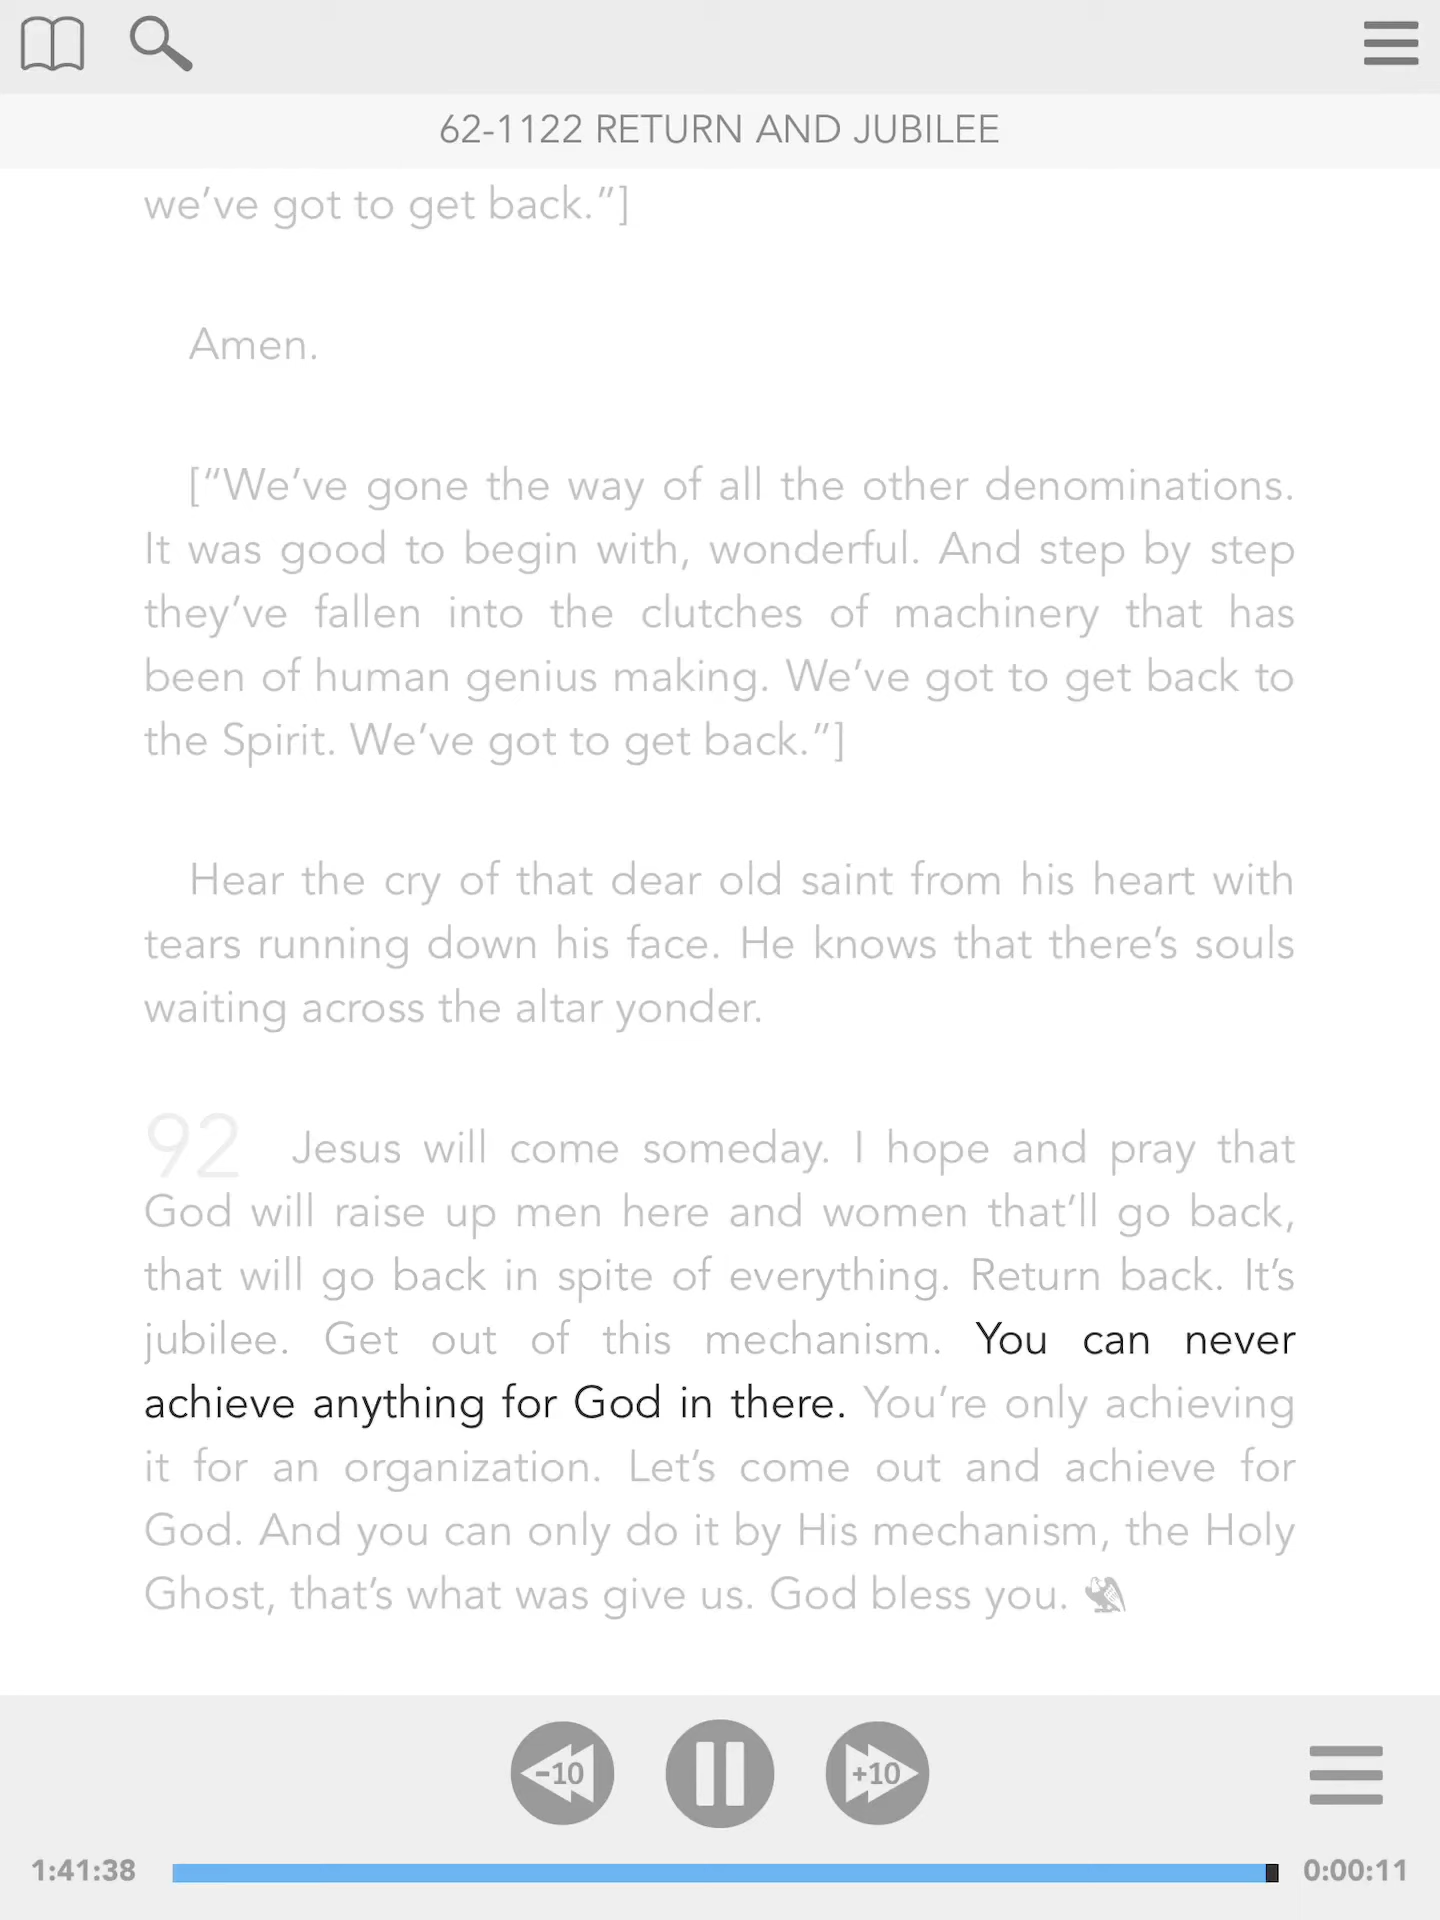 62-1122 RETURN AND JUBILEE
we’ve got to get back.”]
Amen.
[“We’ve gone the way of all the other denominations.
It was good to begin with, wonderful. And step by step
they’ve fallen into the clutches of machinery that has
been of human genius making. We’ve got to get back to
the Spirit. We’ve got to get back.”]
Hear the cry of that dear old saint from his heart with
tears running down his face. He knows that there’s souls
waiting across the altar yonder.
92 Jesus will come someday. I hope and pray that
God will raise up men here and women that’ll go back,
that will go back in spite of everything. Return back. It’s
jubilee. Get out of this mechanism. You can never
achieve anything for God in there. You’re only achieving
it for an organization. Let’s come out and achieve for
God. And you can only do it by His mechanism, the Holy
Ghost, that’s what was give us. God bless you.
-10 +10
1:41:38 0:00:11